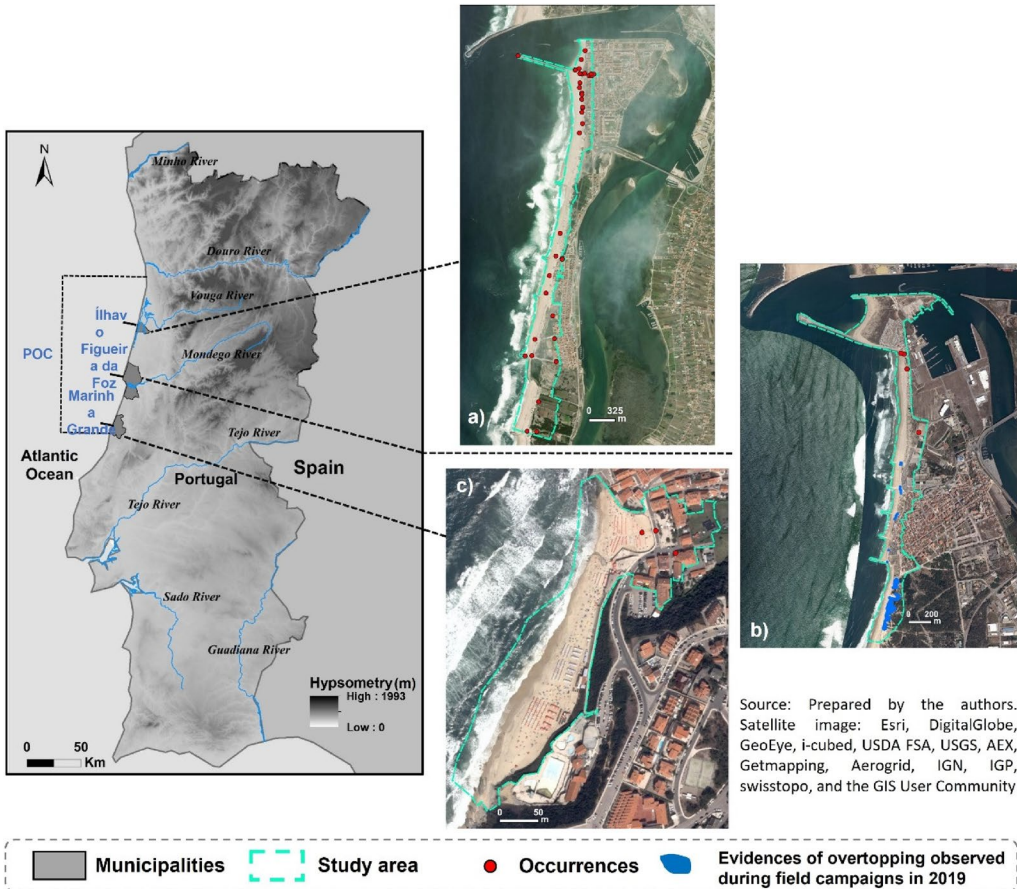 N
Minho River
Douro River
Vouga River
Ílhav
o
Figueir
a da
Foz
Marinh
a
Grande
POC
Mondego River
Tejo River
Atlantic
Ocean
Portugal
Spain
Tejo River
Sado River
Guadiana River
Hypsometry (m)
High : 1993
Low : 0
0 50
Km
a)
0 325
m
c)
0 50
m
b)
0 200
m
Source: Prepared by the authors.
Satellite image: Esri, DigitalGlobe,
GeoEye, i-cubed, USDA FSA, USGS, AEX,
Getmapping, Aerogrid, IGN, IGP,
swisstopo, and the GIS User Community
Municipalities
Study area
Occurrences
Evidences of overtopping observed
during field campaigns in 2019